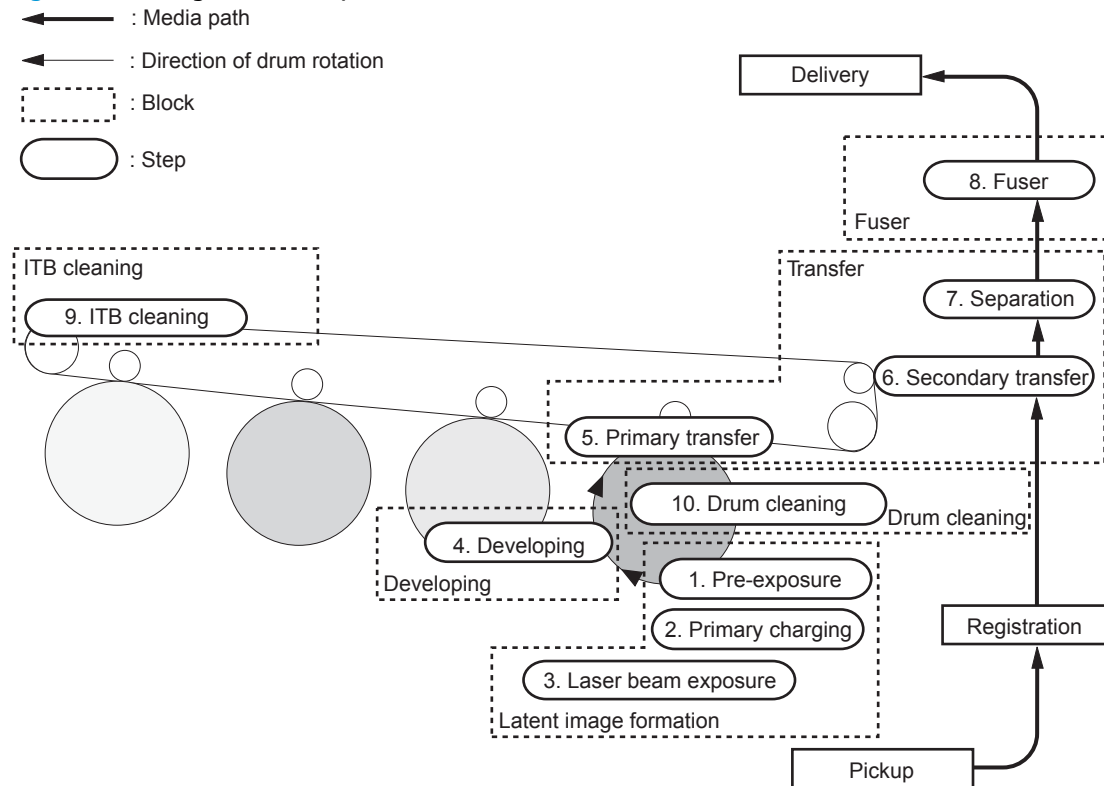 : Media path
: Direction of drum rotation
: Block
: Step
Delivery
8. Fuser
Fuser
ITB cleaning
Transfer
9. ITB cleaning
7. Separation
6. Secondary transfer
5. Primary transfer
10. Drum cleaning
Drum cleaning
4. Developing
Developing
1. Pre-exposure
2. Primary charging
Registration
3. Laser beam exposure
Latent image formation
Pickup